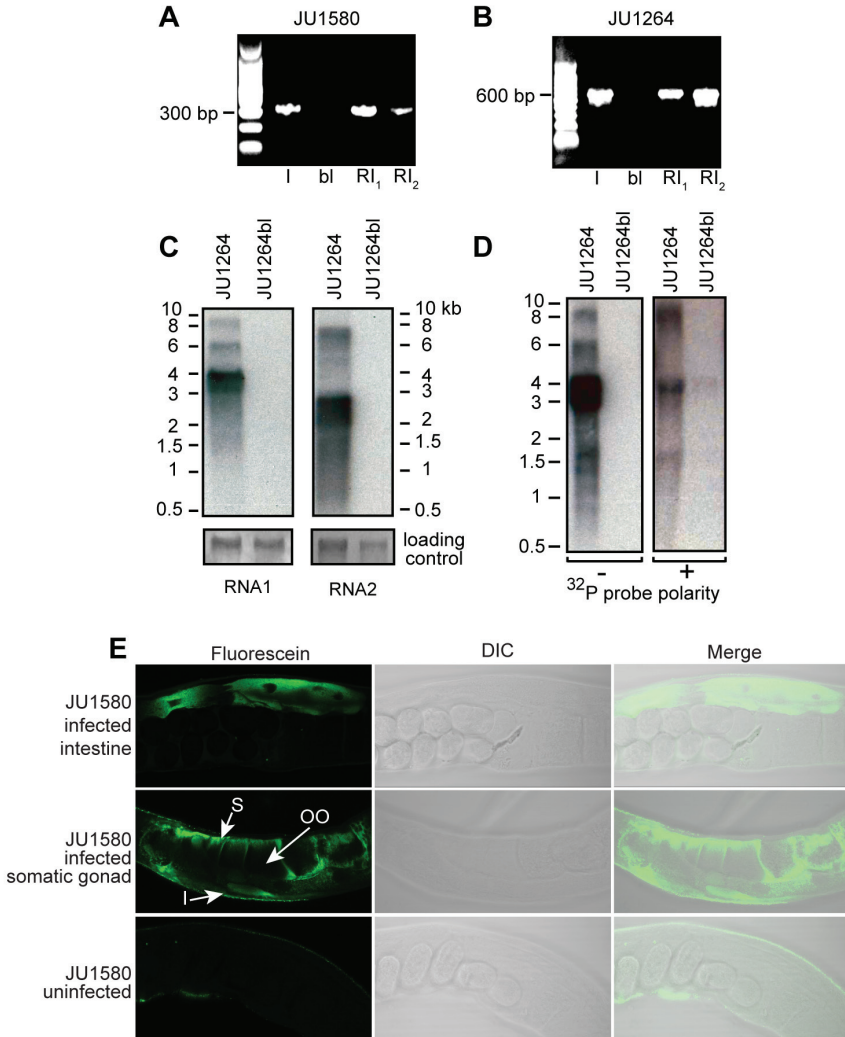 A
JU1580
300 bp
I bl RI1 RI2
B
JU1264
600 bp
I bl RI1 RI2
C
JU1264
JU1264bl
JU1264
JU1264bl
10
8
6
4
3
2
1.5
1
0.5
10 kb
8
6
4
3
2
1.5
1
0.5
loading
control
RNA1
RNA2
D
JU1264
JU1264bl
JU1264
JU1264bl
10
8
6
4
3
2
1.5
1
0.5
- +
32P probe polarity
E
Fluorescein DIC Merge
JU1580
infected
intestine
S
OO
I
JU1580
infected
somatic gonad
JU1580
uninfected